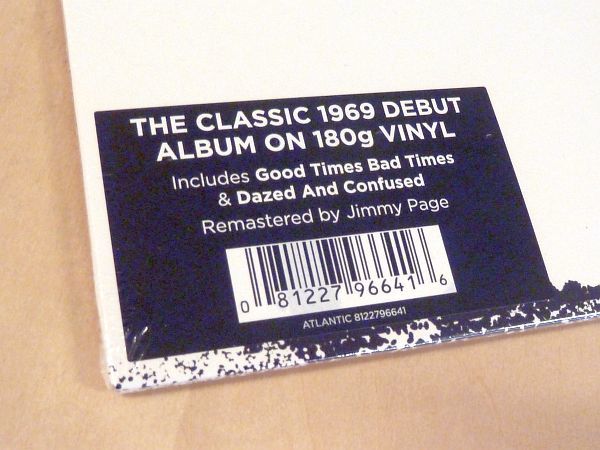 THE CLASSIC 1969 DEBUT
ALBUM ON 180g VINYL
Includes Good Times Bad Times
& Dazed And Confused
Remastered by Jimmy Page
0 81227 96641 6
ATLANTIC 8122796641